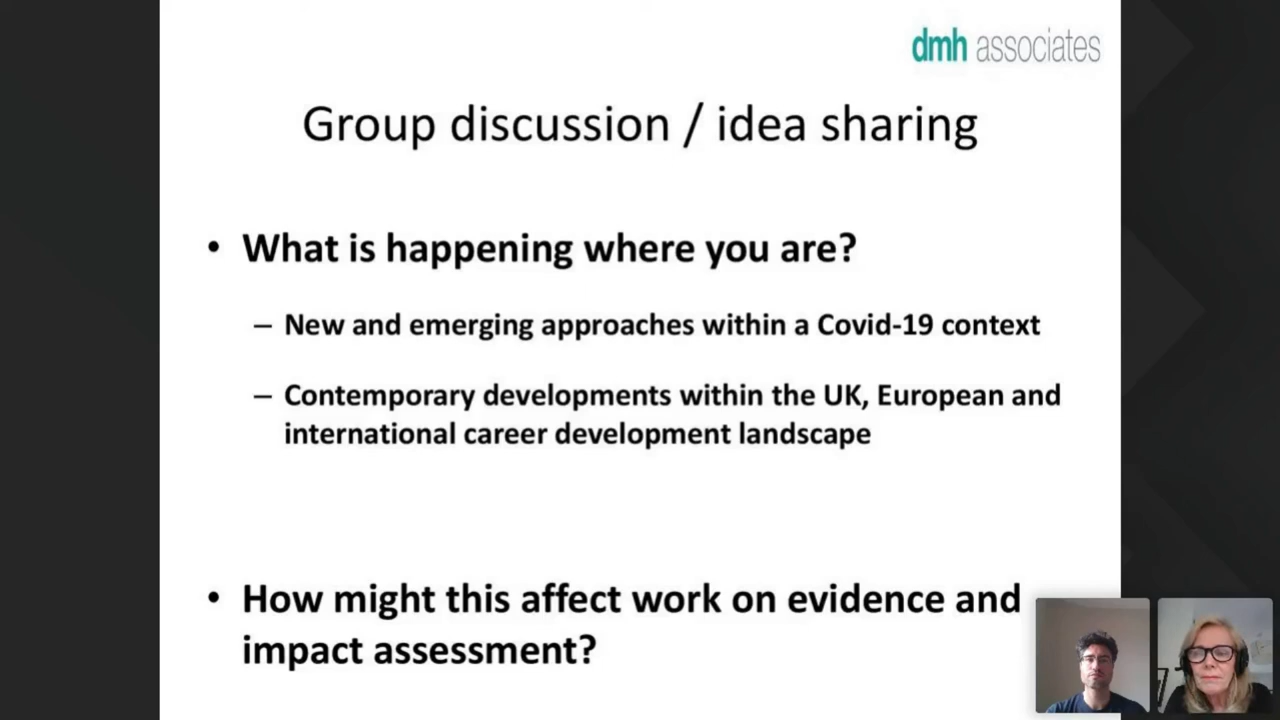 dmh associates
Group discussion / idea sharing
• What is happening where you are?
– New and emerging approaches within a Covid-19 context
– Contemporary developments within the UK, European and
international career development landscape
• How might this affect work on evidence and
impact assessment?